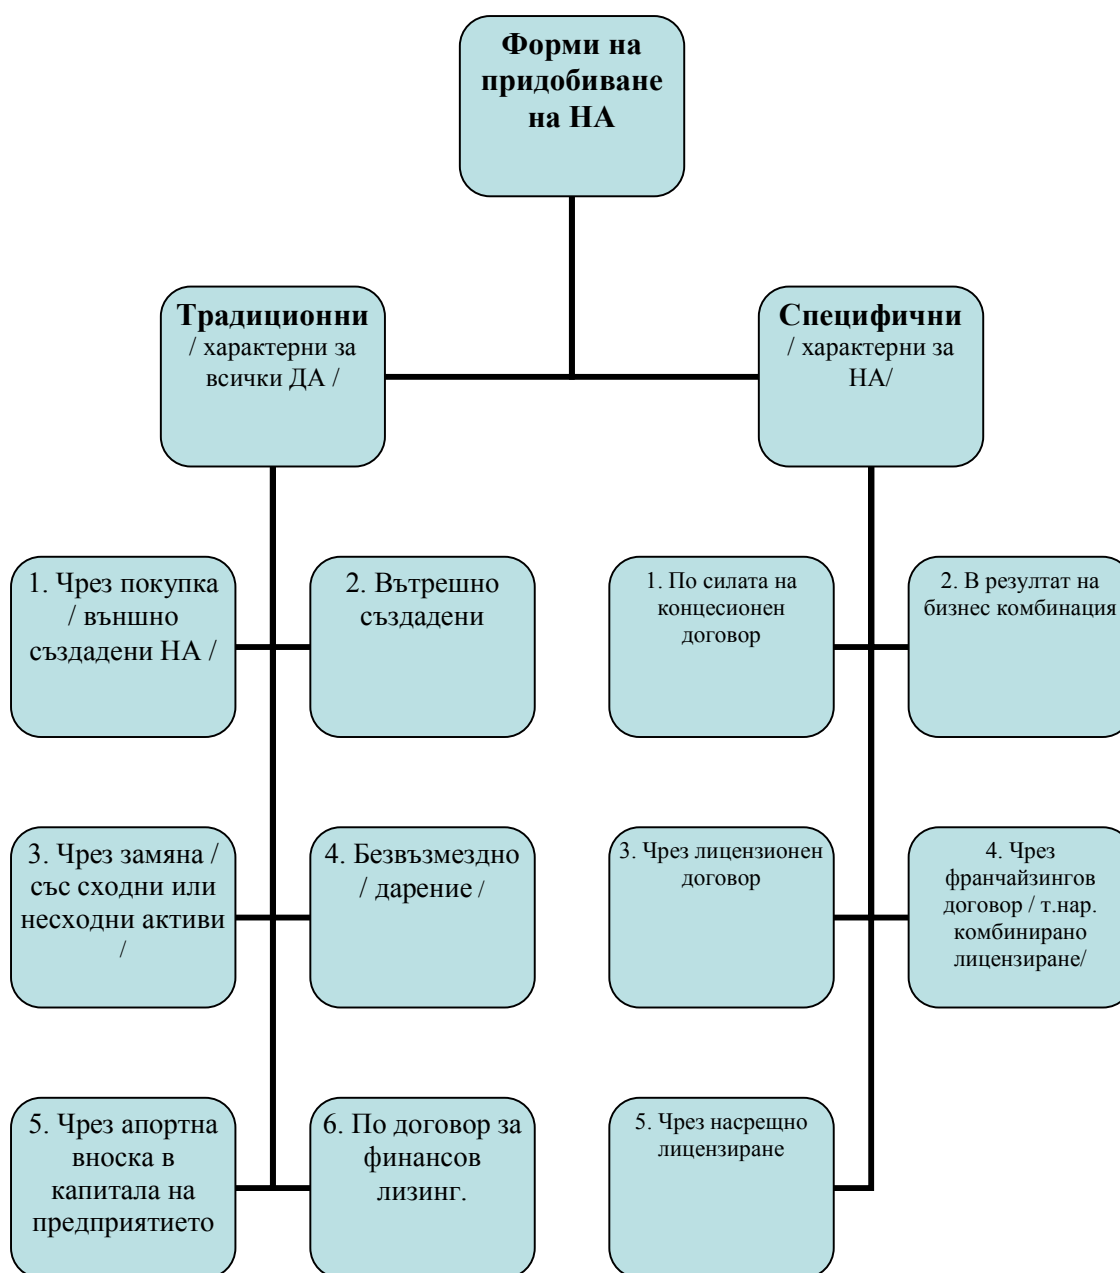 Форми на
придобиване
на НА
Традиционни
/ характерни за
всички ДА /
Специфични
/ характерни за
НА/
1. Чрез покупка
/ външно
създадени НА /
2. Вътрешно
създадени
1. По силата на
концесионен
договор
2. В резултат на
бизнес комбинация
3. Чрез замяна /
със сходни или
несходни активи
/
4. Безвъзмездно
/ дарение /
3. Чрез лицензионен
договор
4. Чрез
франчайзингов
договор / т.нар.
комбинирано
лицензиране/
5. Чрез апортна
вноска в
капитала на
предприятието
6. По договор за
финансов
лизинг.
5. Чрез насрещно
лицензиране